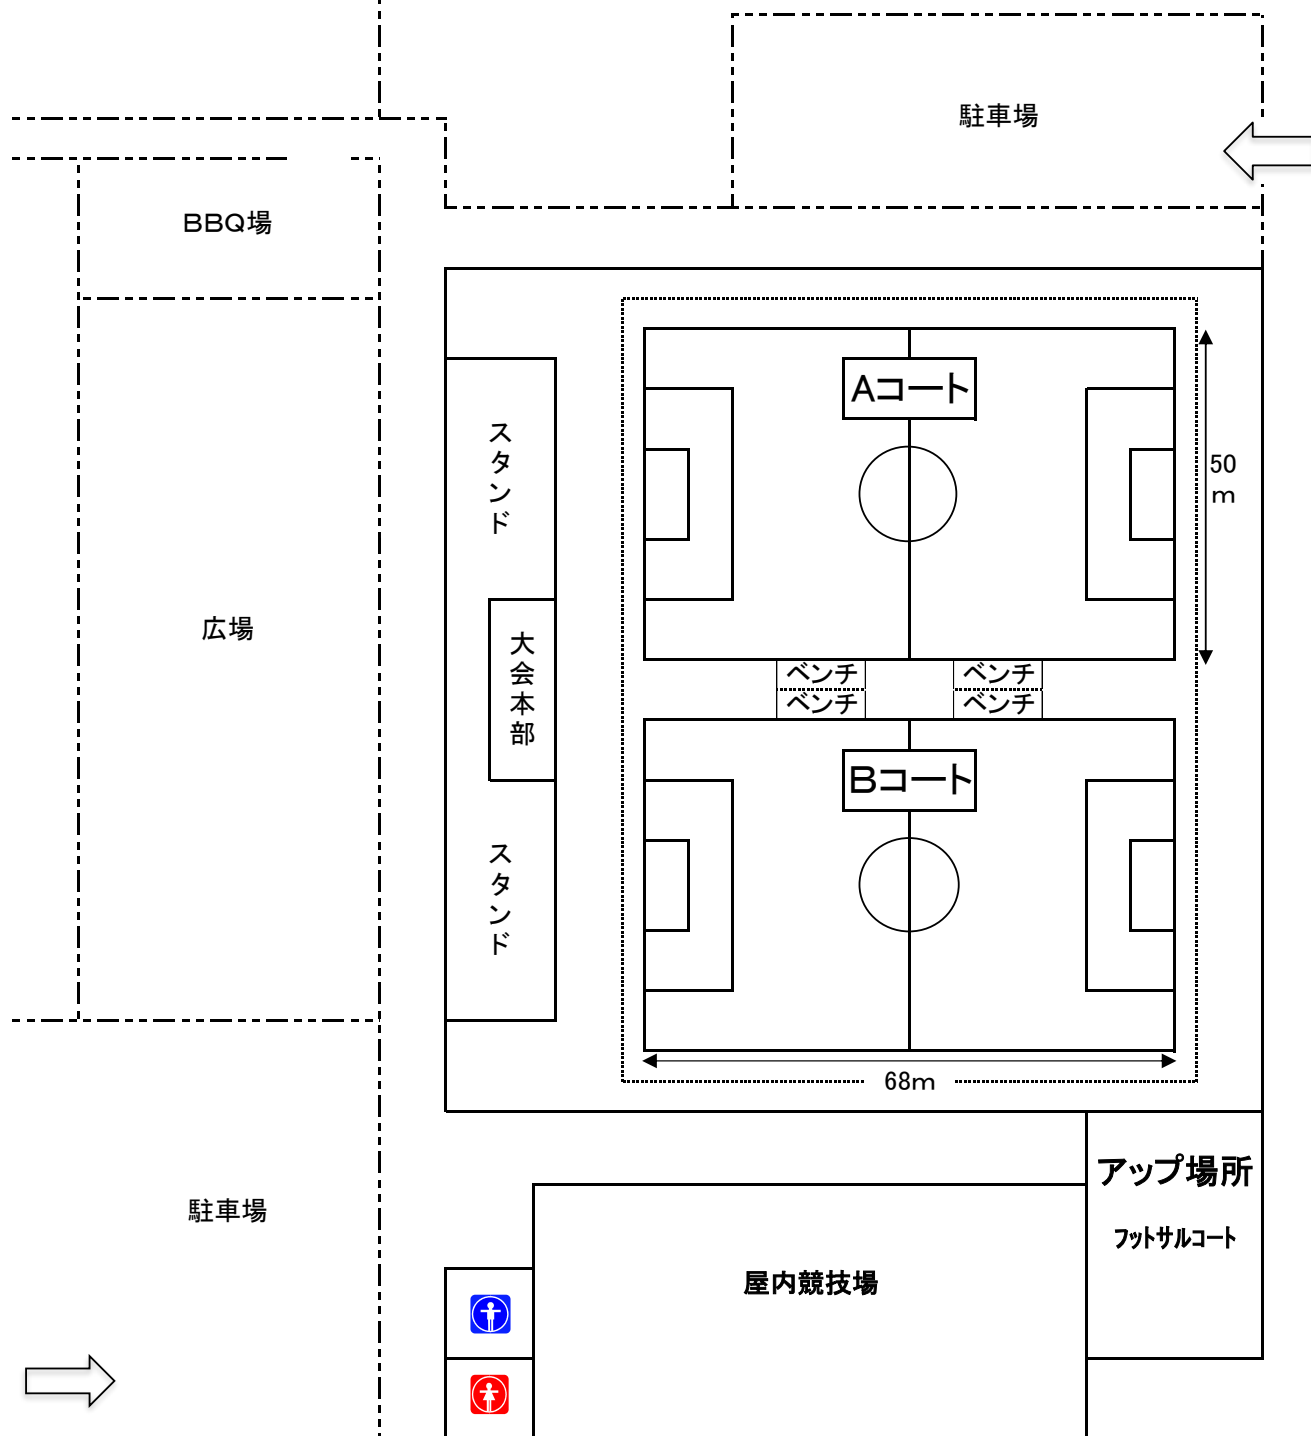 駐車場
BBQ場
Aコート
スタンド
50
m
広場
大会本部
ベンチ ベンチ
ベンチ ベンチ
Bコート
スタンド
68m
アップ場所
駐車場
フットサルコート
屋内競技場